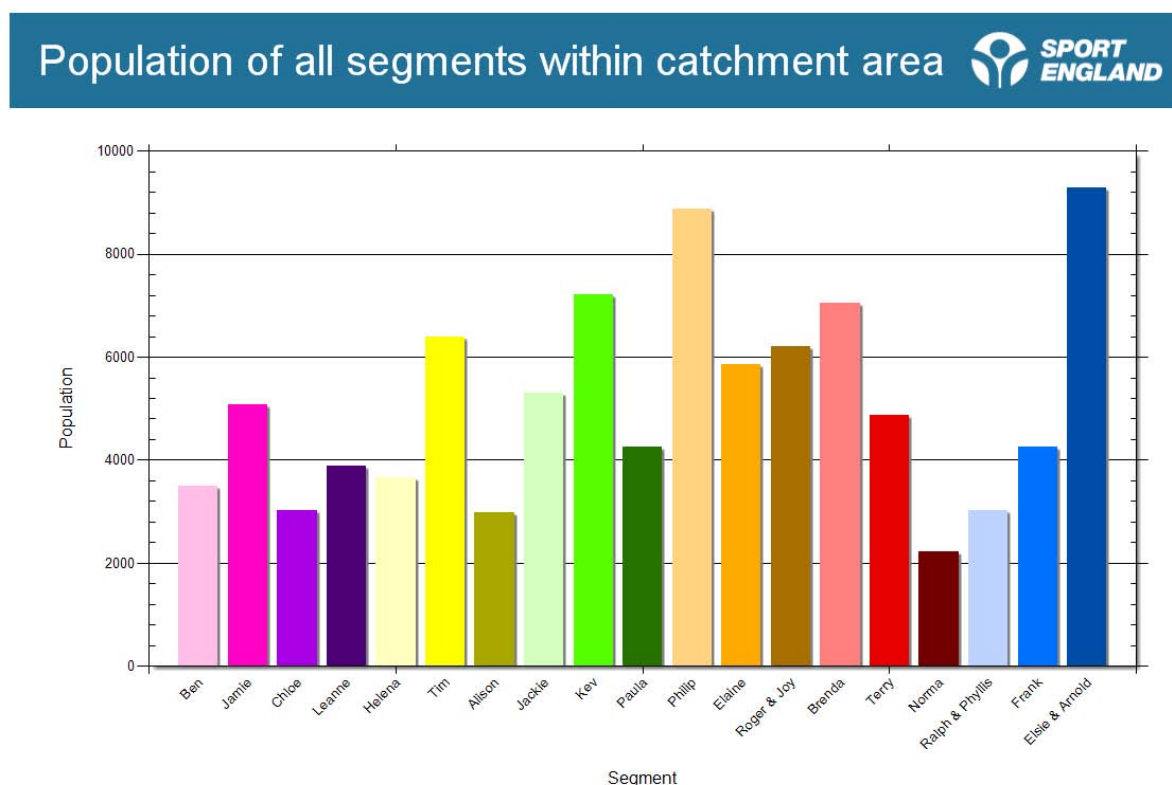 Population of all segments within catchment area
SPORT
ENGLAND
10000
8000
6000
4000
2000
0
Population
Ben
Jamie
Chloe
Leanne
Helena
Tim
Alison
Jackie
Kev
Paula
Philip
Elaine
Roger & Joy
Brenda
Terry
Norma
Ralph & Phyllis
Frank
Elsie & Arnold
Segment